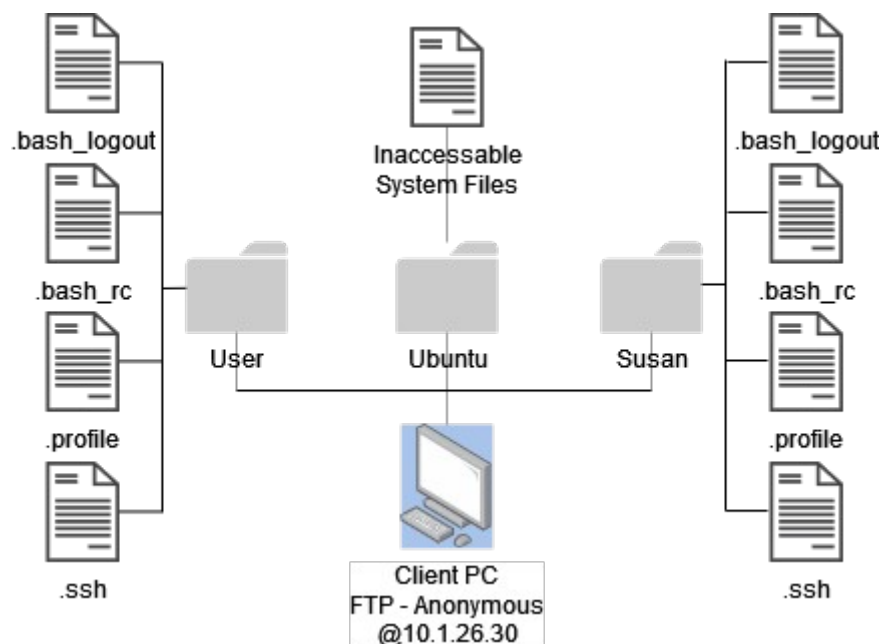 .bash_logout
Inaccessable
System Files
.bash_logout
.bash_rc
.bash_rc
User
Ubuntu
Susan
.profile
.profile
.ssh
Client PC
FTP - Anonymous
@10.1.26.30
.ssh